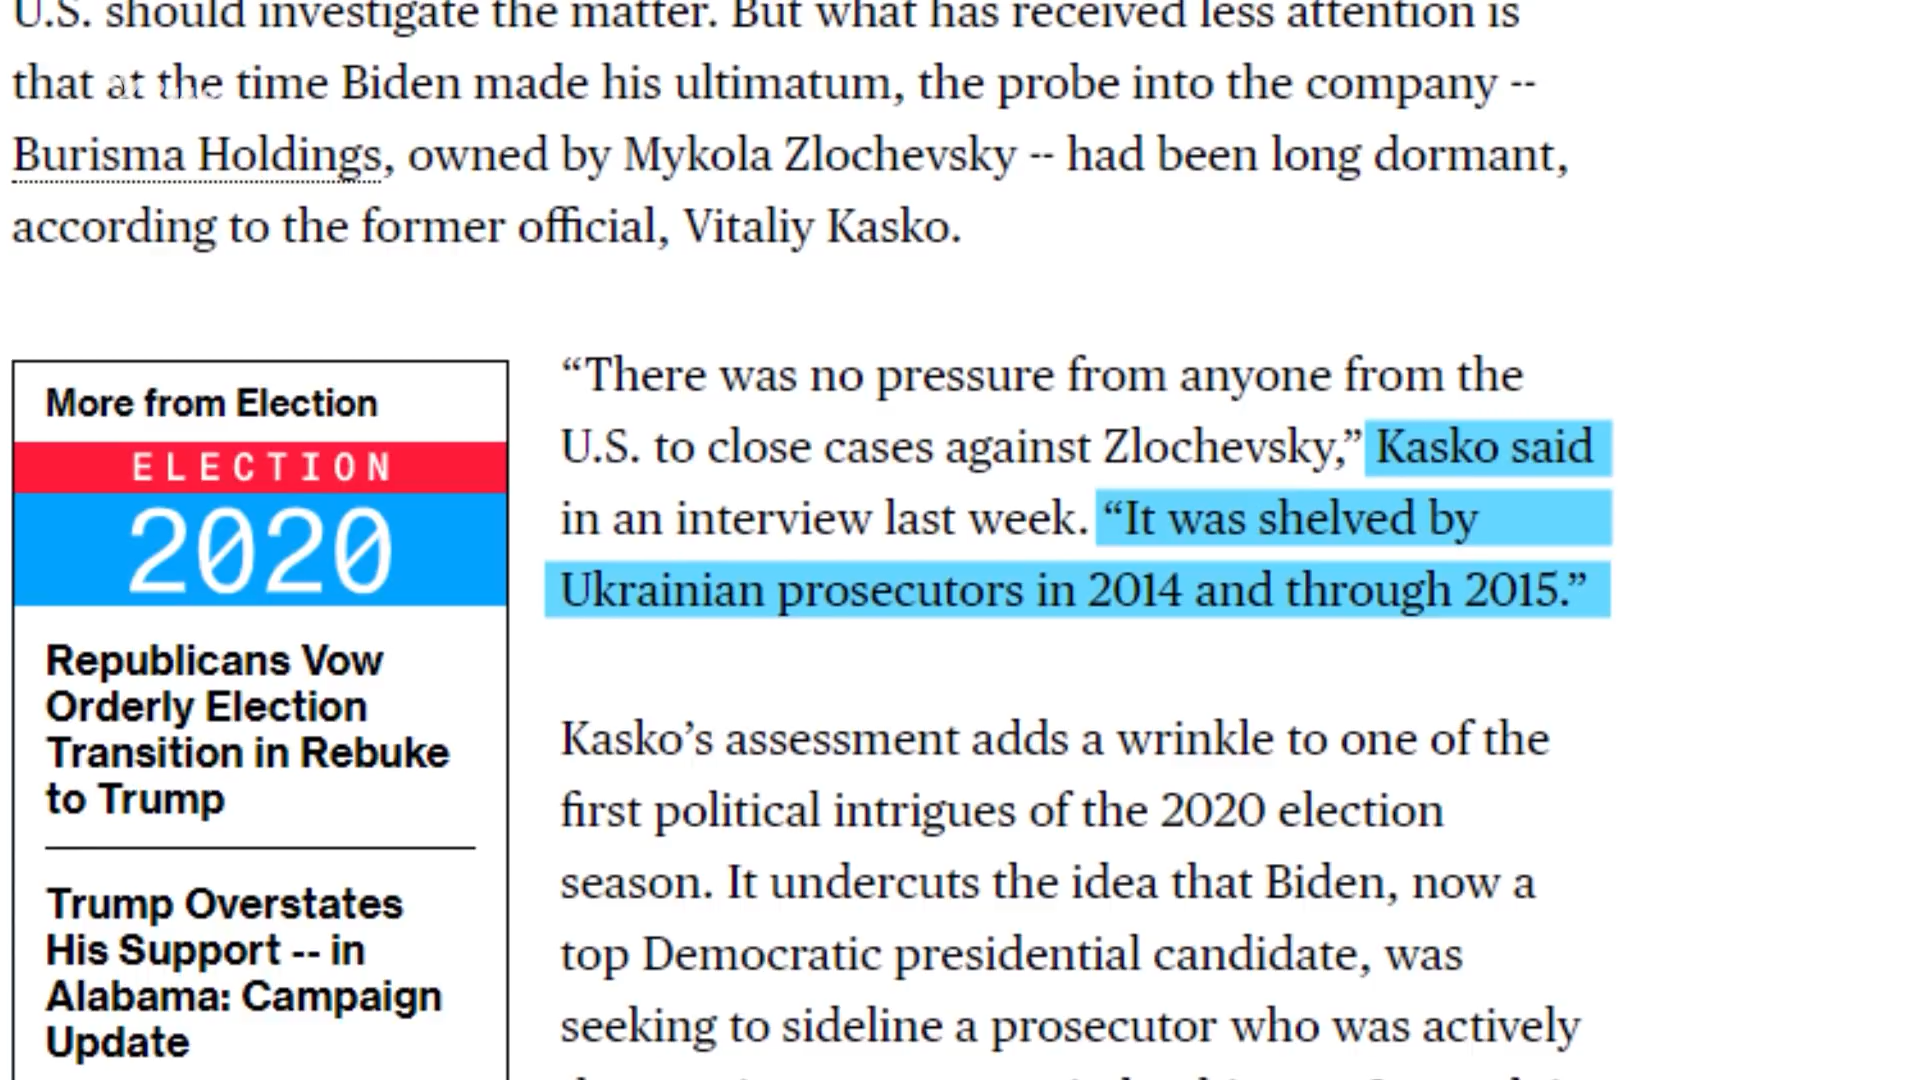 U.S. should investigate the matter. But what has received less attention is
that at the time Biden made his ultimatum, the probe into the company --
Burisma Holdings, owned by Mykola Zlochevsky -- had been long dormant,
according to the former official, Vitaliy Kasko.
More from Election
ELECTION
2020
Republicans Vow
Orderly Election
Transition in Rebuke
to Trump
Trump Overstates
His Support -- in
Alabama: Campaign
Update
“There was no pressure from anyone from the
U.S. to close cases against Zlochevsky,” Kasko said
in an interview last week. “It was shelved by
Ukrainian prosecutors in 2014 and through 2015.”
Kasko’s assessment adds a wrinkle to one of the
first political intrigues of the 2020 election
season. It undercuts the idea that Biden, now a
top Democratic presidential candidate, was
seeking to sideline a prosecutor who was actively